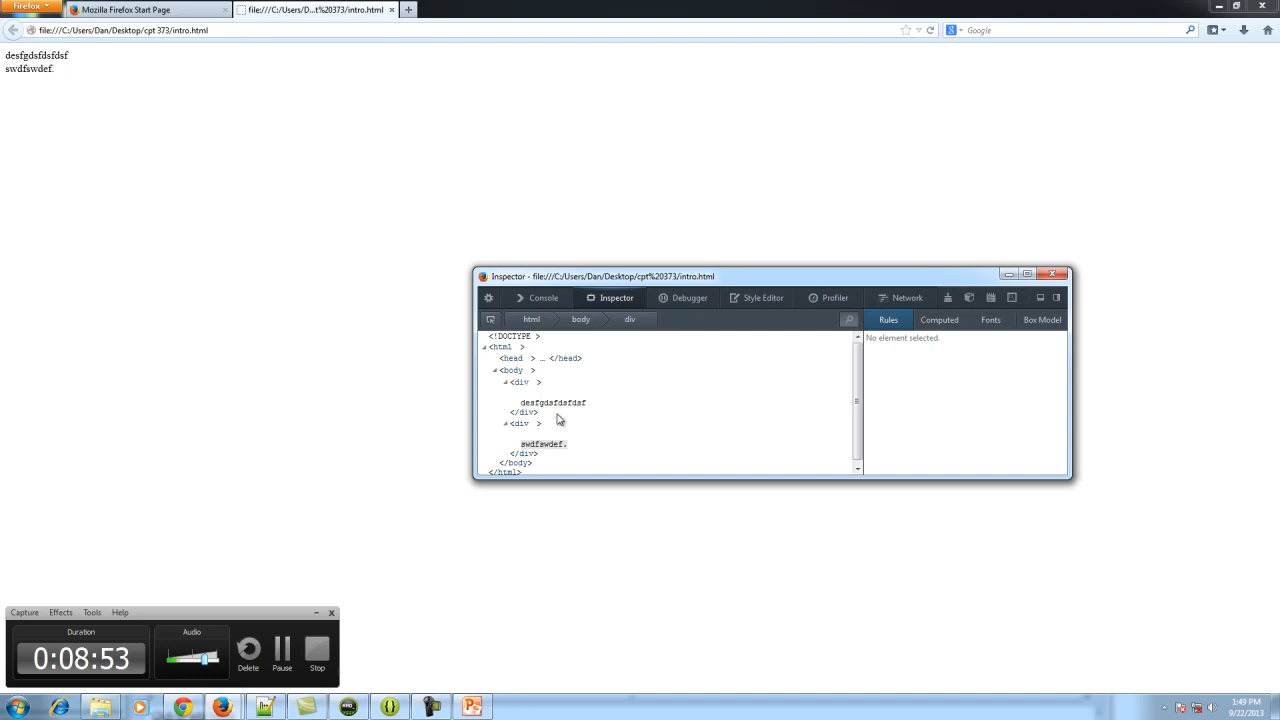 Firefox
Mozilla Firefox Start Page
file:///C:/Users/D...t%20373/intro.html
file:///C:/Users/Dan/Desktop/cpt 373/intro.html
Google
desfgdsfdsfdsf
swdfswdef.
Inspector - file:///C:/Users/Dan/Desktop/cpt%20373/intro.html
Console
Inspector
Debugger
Style Editor
Profiler
Network
html
body
div
Rules
Computed
Fonts
Box Model
<!DOCTYPE >
<html >
<head > … </head>
<body >
<div >
desfgdsfdsfdsf
</div>
<div >
swdfswdef.
</div>
</body>
</html>
No element selected.
Capture Effects Tools Help
Duration
Audio
0:08:53
Delete
Pause
Stop
1:49 PM
9/22/2013